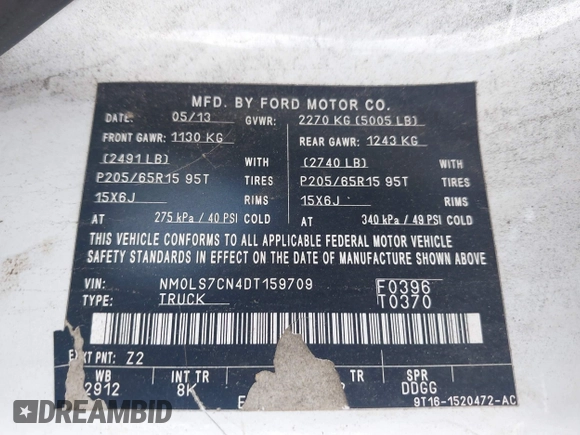 MFD. BY FORD MOTOR CO.
DATE: 05/13 GVWR: 2270 KG (5005 LB)
FRONT GAWR: 1130 KG REAR GAWR: 1243 KG
(2491 LB) WITH (2740 LB) WITH
P205/65R15 95T TIRES P205/65R15 95T TIRES
15X6J RIMS 15X6J RIMS
AT 275 kPa / 40 PSI COLD AT 340 kPa / 49 PSI COLD
THIS VEHICLE CONFORMS TO ALL APPLICABLE FEDERAL MOTOR VEHICLE
SAFETY STANDARDS IN EFFECT ON THE DATE OF MANUFACTURE SHOWN ABOVE
VIN: NM0LS7CN4DT159709 F0396
TYPE: TRUCK T0370
EXT PNT: Z2
WB INT TR TR SPR
2912 8K DDGG
9T16-1520472-AC
DREAMBID